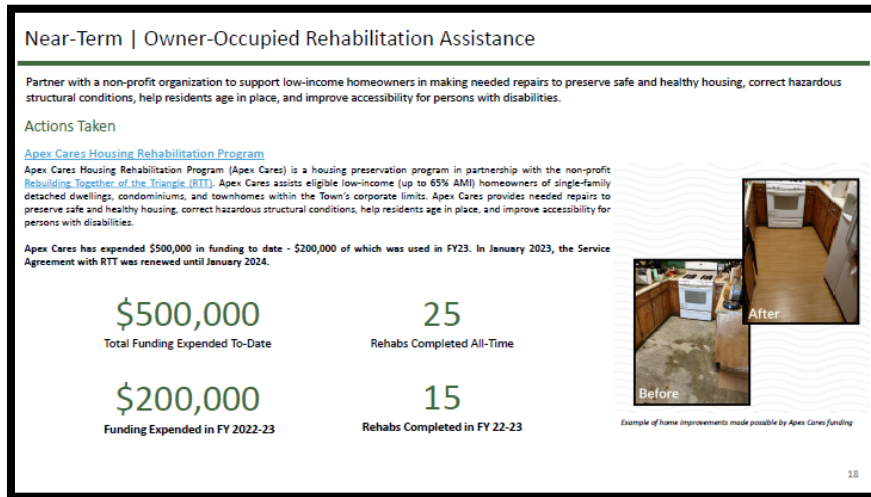 Near-Term | Owner-Occupied Rehabilitation Assistance
Partner with a non-profit organization to support low-income homeowners in making needed repairs to preserve safe and healthy housing, correct hazardous
structural conditions, help residents age in place, and improve accessibility for persons with disabilities.
Actions Taken
Apex Cares Housing Rehabilitation Program
Apex Cares Housing Rehabilitation Program (Apex Cares) is a housing preservation program in partnership with the non-profit
Rebuilding Together of the Triangle (RTT). Apex Cares assists eligible low-income (up to 65% AMI) homeowners of single-family
detached dwellings, condominiums, and townhomes within the Town's corporate limits. Apex Cares provides needed repairs to
preserve safe and healthy housing, correct hazardous structural conditions, help residents age in place, and improve accessibility for
persons with disabilities.
Apex Cares has expended $500,000 in funding to date - $200,000 of which was used in FY23. In January 2023, the Service
Agreement with RTT was renewed until January 2024.
$500,000
Total Funding Expended To-Date
25
Rehabs Completed All-Time
$200,000
Funding Expended in FY 2022-23
15
Rehabs Completed in FY 22-23
After
Before
Example of home improvements made possible by Apex Cares funding
18